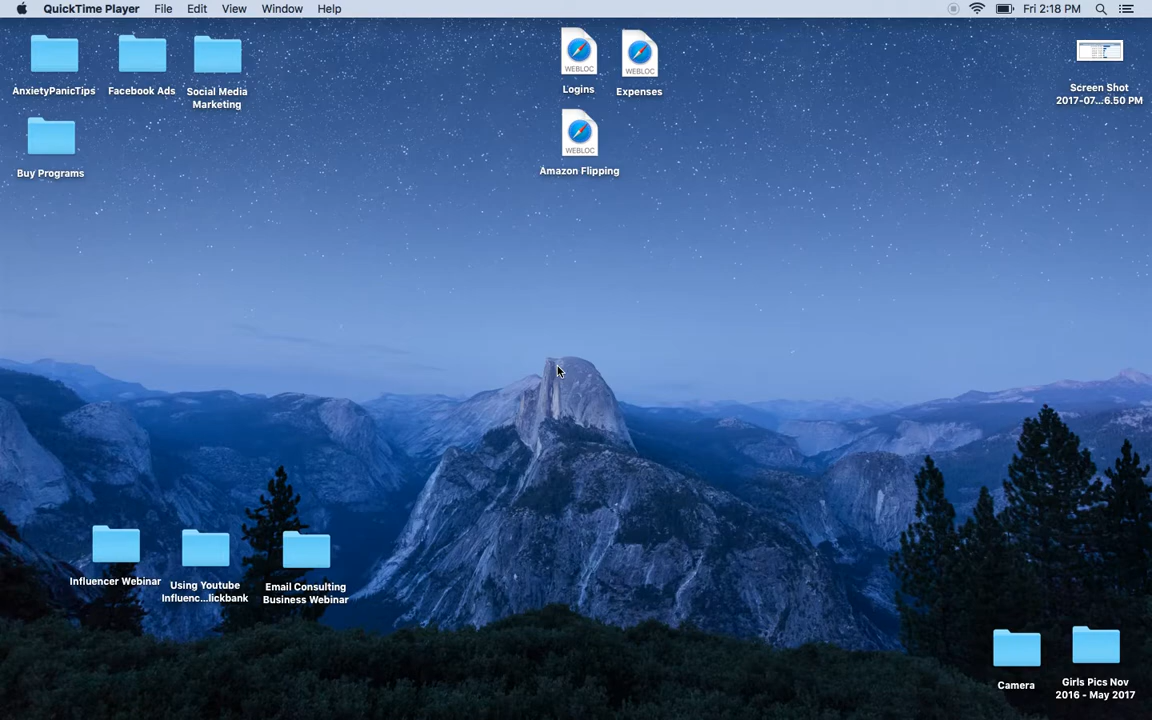 QuickTime Player File Edit View Window Help Fri 2:18 PM
AnxietyPanicTips
Facebook Ads
Social Media
Marketing
Buy Programs
WEBLOC
Logins
WEBLOC
Expenses
WEBLOC
Amazon Flipping
Screen Shot
2017-07...6.50 PM
Influencer Webinar
Using Youtube
Influenc...lickbank
Email Consulting
Business Webinar
Camera
Girls Pics Nov
2016 - May 2017